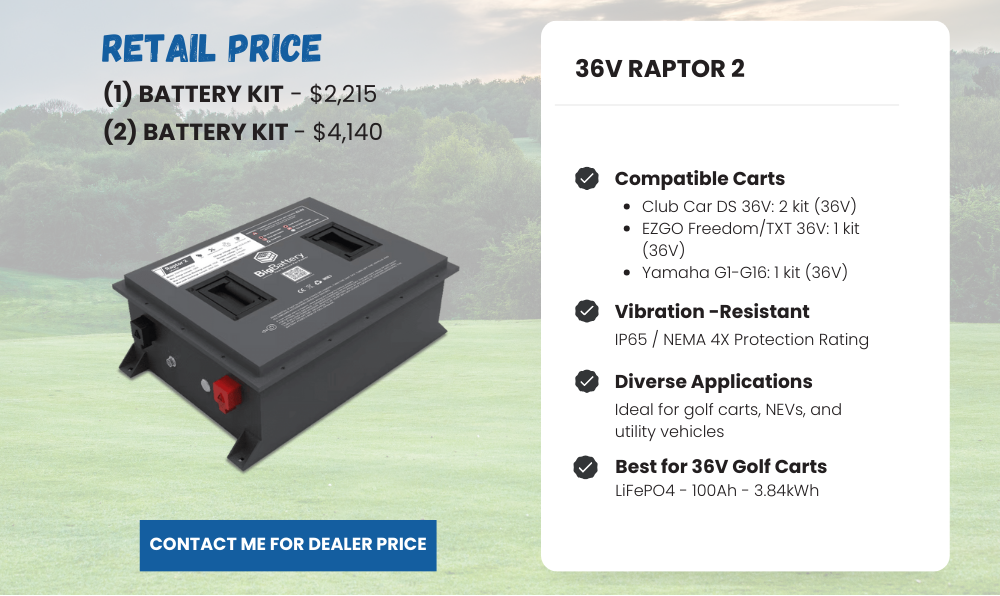 RETAIL PRICE
(1) BATTERY KIT - $2,215
(2) BATTERY KIT - $4,140
Raptor 2
BigBattery
CONTACT ME FOR DEALER PRICE
36V RAPTOR 2
Compatible Carts
• Club Car DS 36V: 2 kit (36V)
• EZGO Freedom/TXT 36V: 1 kit
(36V)
• Yamaha G1-G16: 1 kit (36V)
Vibration -Resistant
IP65 / NEMA 4X Protection Rating
Diverse Applications
Ideal for golf carts, NEVs, and
utility vehicles
Best for 36V Golf Carts
LiFePO4 - 100Ah - 3.84kWh